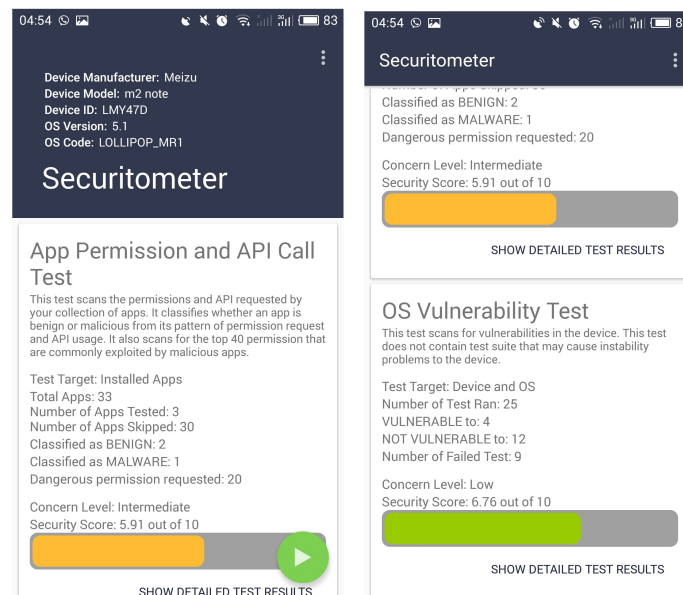 04:54
83
Device Manufacturer: Meizu
Device Model: m2 note
Device ID: LMY47D
OS Version: 5.1
OS Code: LOLLIPOP_MR1
Securitometer
App Permission and API Call
Test
This test scans the permissions and API requested by
your collection of apps. It classifies whether an app is
benign or malicious from its pattern of permission request
and API usage. It also scans for the top 40 permission that
are commonly exploited by malicious apps.
Test Target: Installed Apps
Total Apps: 33
Number of Apps Tested: 3
Number of Apps Skipped: 30
Classified as BENIGN: 2
Classified as MALWARE: 1
Dangerous permission requested: 20
Concern Level: Intermediate
Security Score: 5.91 out of 10
SHOW DETAILED TEST RESULTS
04:54
8
Securitometer
Number of Apps Skipped: 30
Classified as BENIGN: 2
Classified as MALWARE: 1
Dangerous permission requested: 20
Concern Level: Intermediate
Security Score: 5.91 out of 10
SHOW DETAILED TEST RESULTS
OS Vulnerability Test
This test scans for vulnerabilities in the device. This test
does not contain test suite that may cause instability
problems to the device.
Test Target: Device and OS
Number of Test Ran: 25
VULNERABLE to: 4
NOT VULNERABLE to: 12
Number of Failed Test: 9
Concern Level: Low
Security Score: 6.76 out of 10
SHOW DETAILED TEST RESULTS